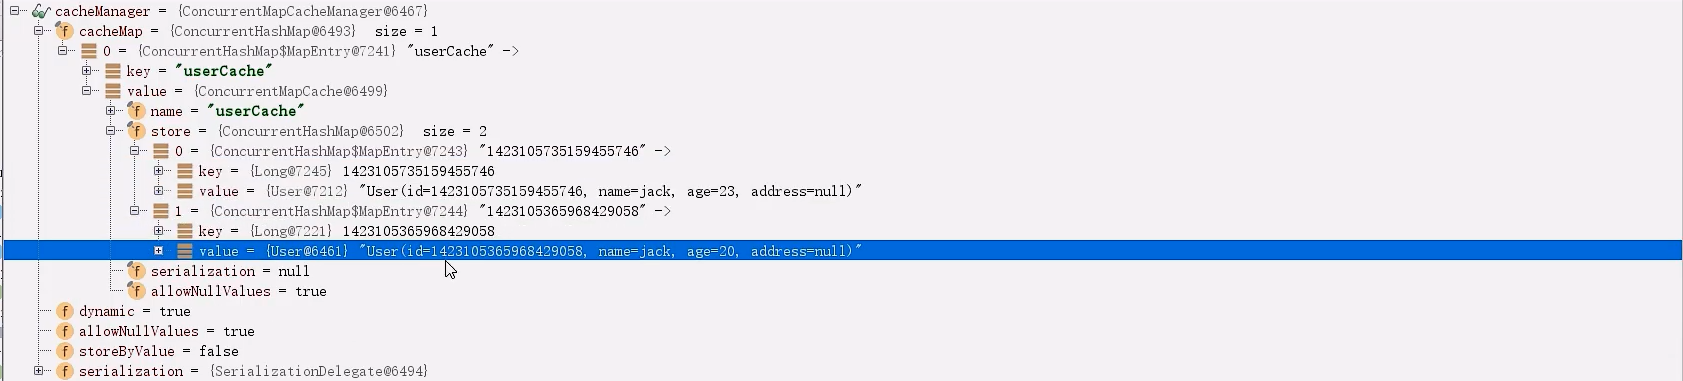 cacheManager = {ConcurrentMapCacheManager@6467}
cacheMap = {ConcurrentHashMap@6493} size = 1
0 = {ConcurrentHashMap$MapEntry@7241} "userCache" ->
key = "userCache"
value = {ConcurrentMapCache@6499}
name = "userCache"
store = {ConcurrentHashMap@6502} size = 2
0 = {ConcurrentHashMap$MapEntry@7243} "1423105735159455746" ->
key = {Long@7245} 1423105735159455746
value = {User@7212} "User(id=1423105735159455746, name=jack, age=23, address=null)"
1 = {ConcurrentHashMap$MapEntry@7244} "1423105365968429058" ->
key = {Long@7221} 1423105365968429058
value = {User@6461} "User(id=1423105365968429058, name=jack, age=20, address=null)"
serialization = null
allowNullValues = true
dynamic = true
allowNullValues = true
storeByValue = false
serialization = {SerializationDelegate@6494}